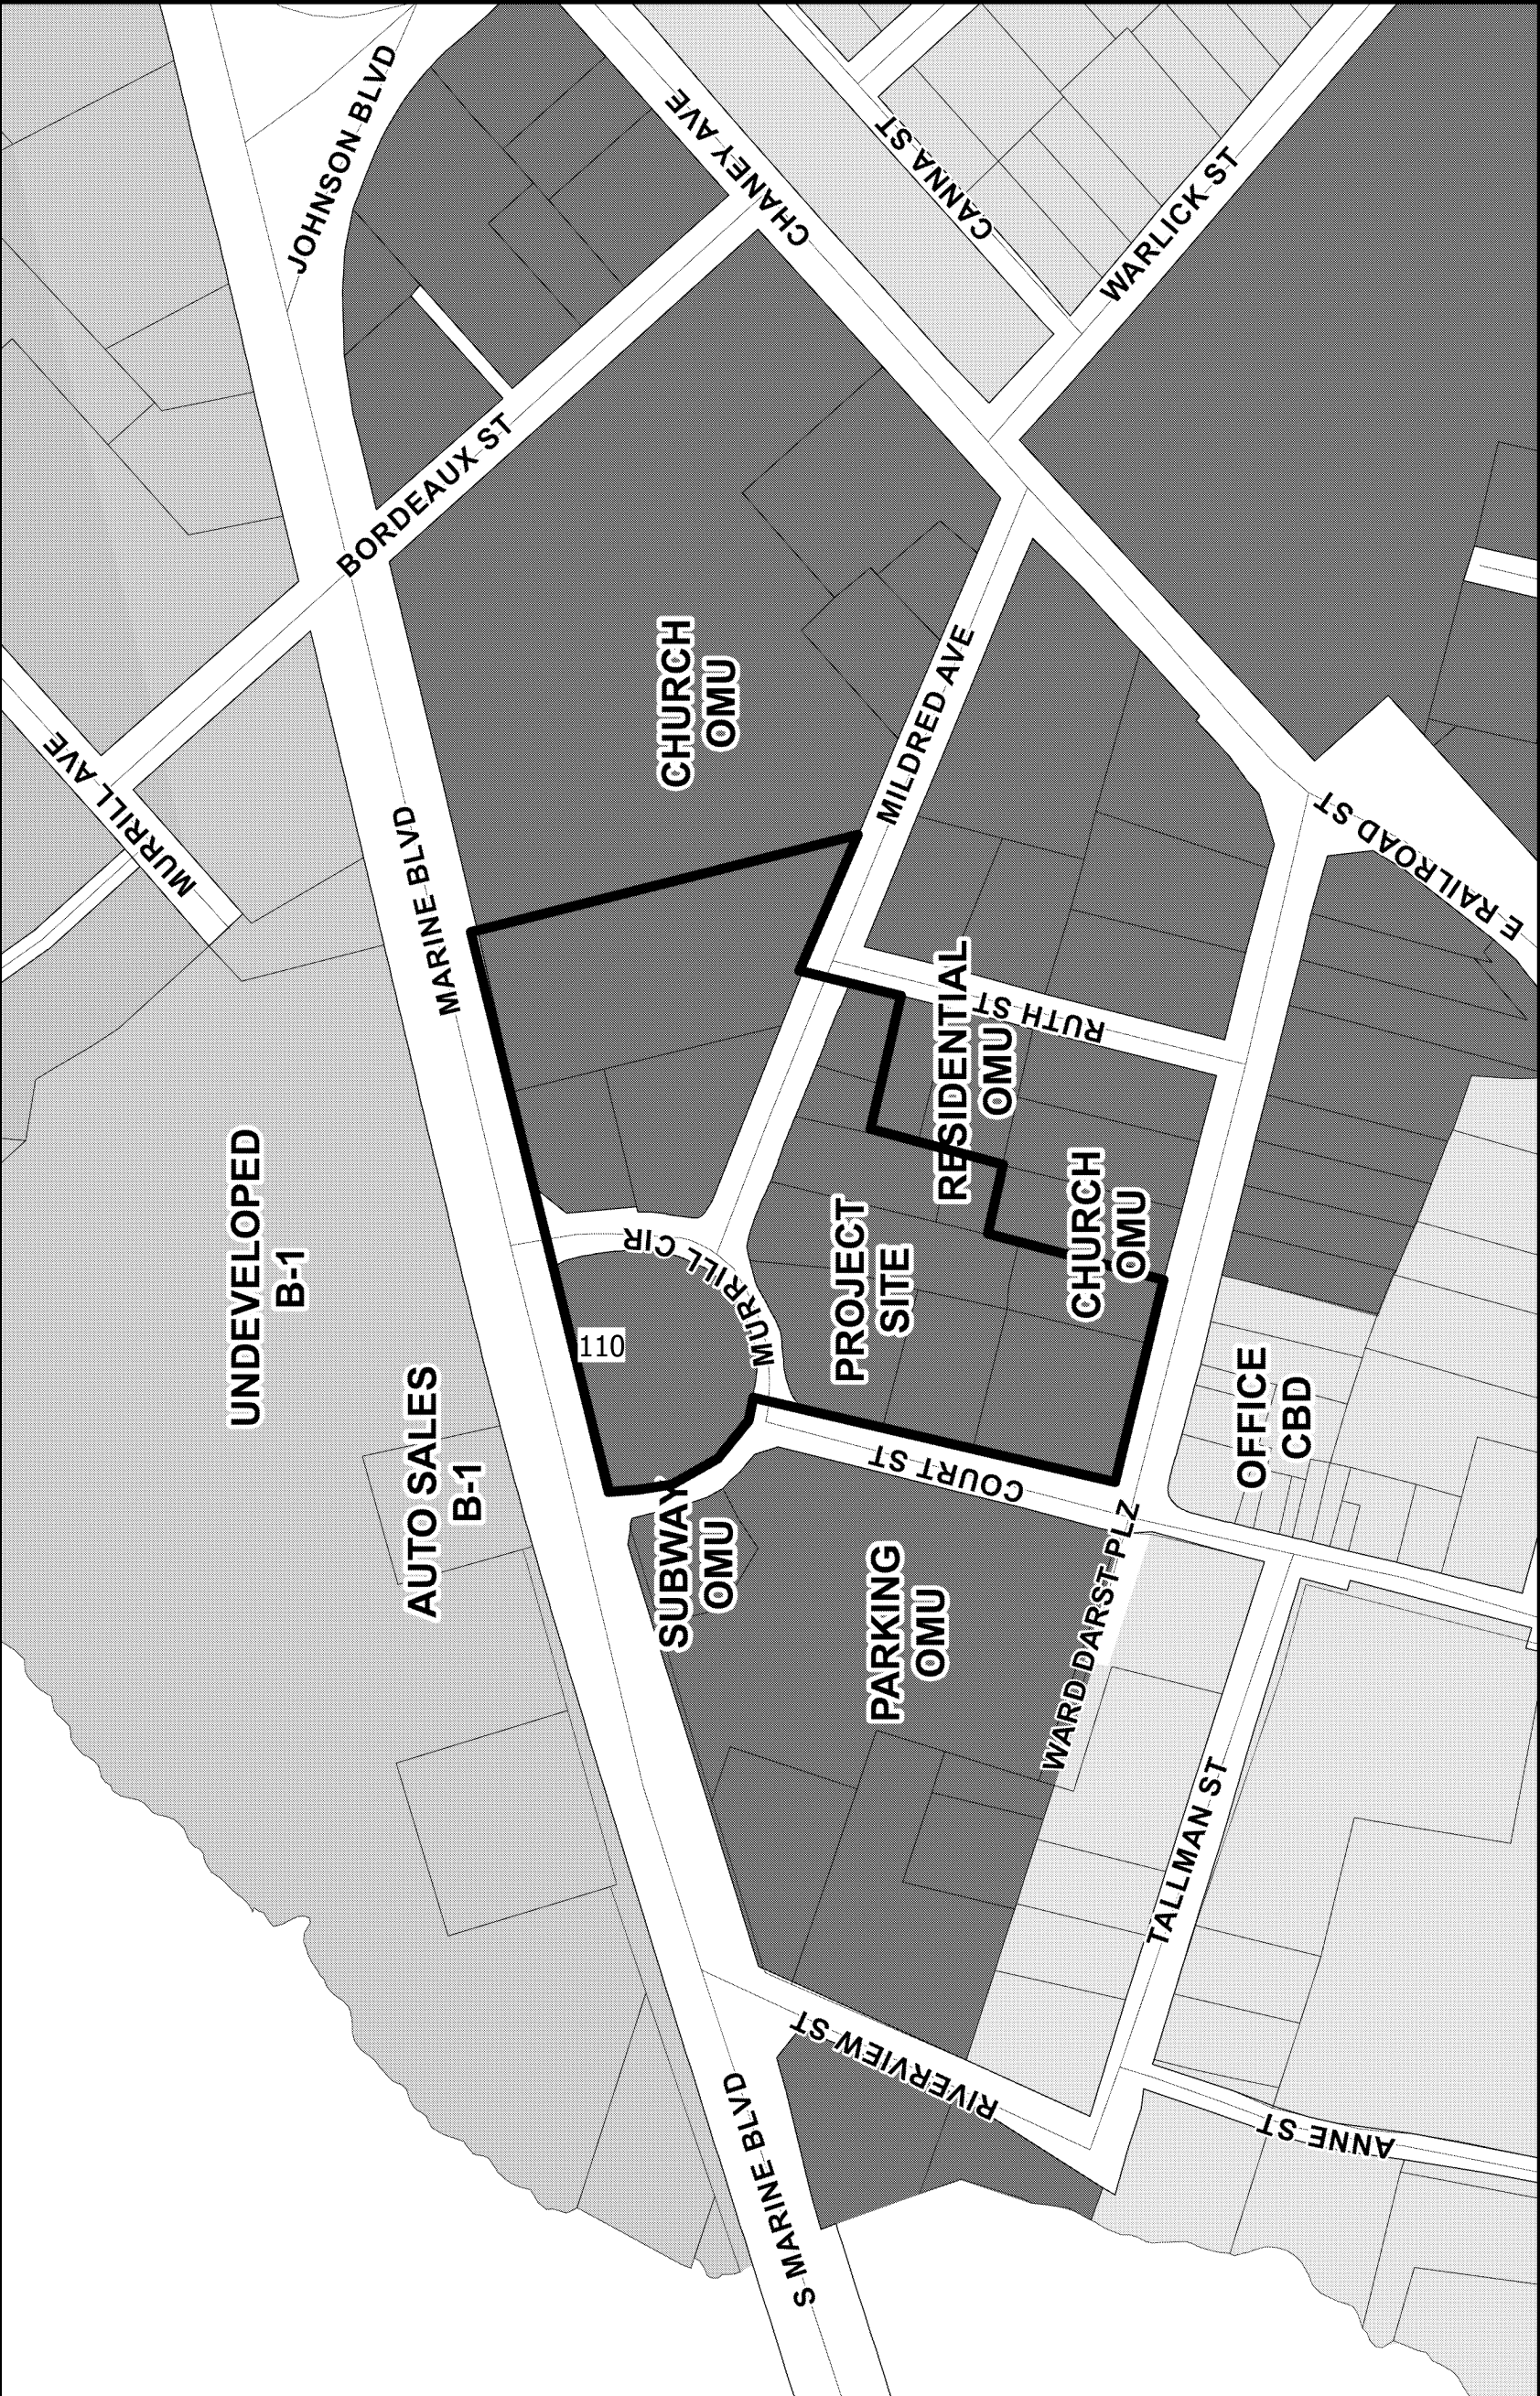 JOHNSON BLVD
CHANEY AVE
CANNA ST
WARLICK ST
BORDEAUX ST
MURRILL AVE
MARINE BLVD
CHURCH
OMU
MILDRED AVE
E RAILROAD ST
RUTH ST
RESIDENTIAL
OMU
UNDEVELOPED
B-1
MURRILL CIR
MURRILL
110
PROJECT
SITE
CHURCH
OMU
AUTO SALES
B-1
OFFICE
CBD
COURT ST
SUBWAY
OMU
PARKING
OMU
WARD DARST PLZ
TALLMAN ST
RIVERVIEW ST
S MARINE BLVD
ANNE ST